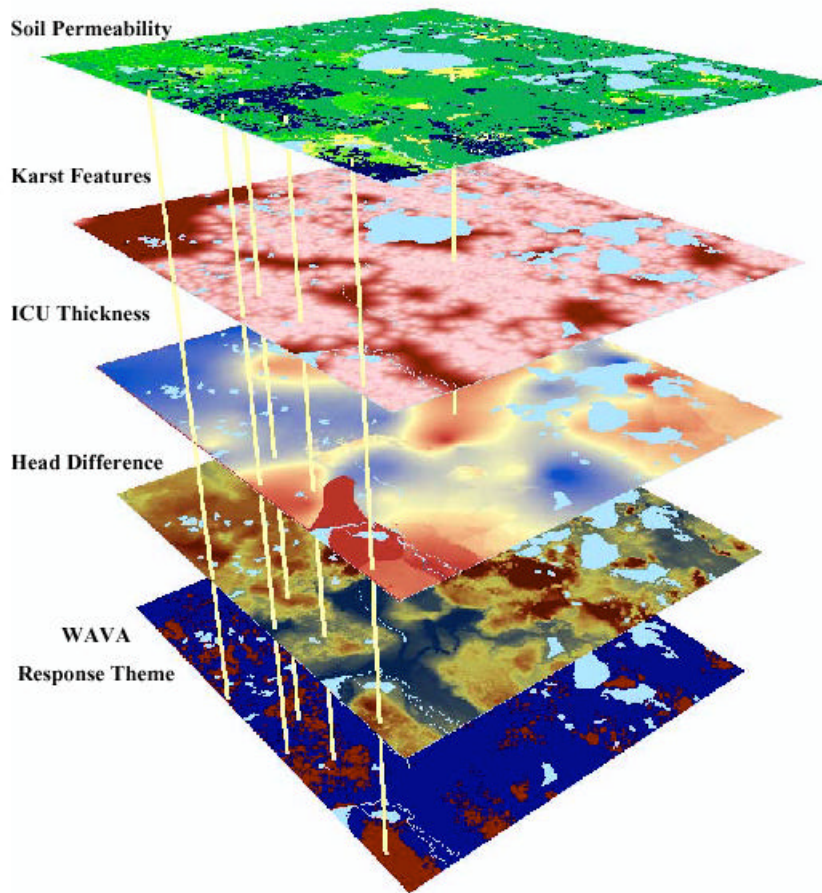 Soil Permeability
Karst Features
ICU Thickness
Head Difference
WAVA
Response Theme